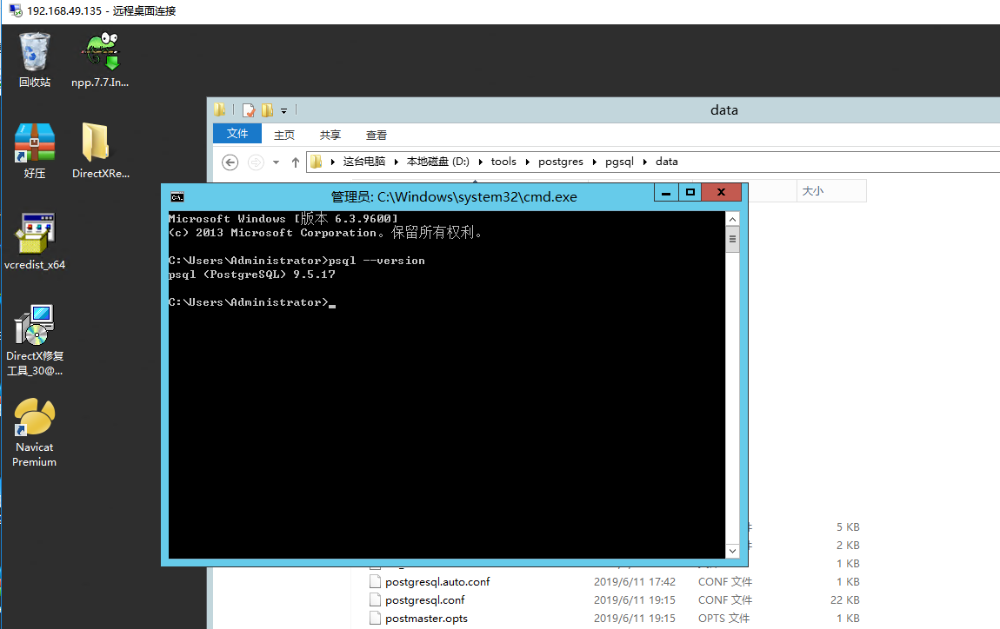 192.168.49.135 - 远程桌面连接
回收站
npp.7.7.In...
好压
DirectXRe...
vcredist_x64
DirectX修复
工具_30@...
Navicat
Premium
data
文件 主页 共享 查看
这台电脑 本地磁盘 (D:) tools postgres pgsql data
大小
管理员: C:\Windows\system32\cmd.exe
Microsoft Windows [版本 6.3.9600]
(c) 2013 Microsoft Corporation。保留所有权利。
C:\Users\Administrator>psql --version
psql (PostgreSQL) 9.5.17
C:\Users\Administrator>
5 KB
2 KB
1 KB
postgresql.auto.conf 2019/6/11 17:42 CONF 文件 1 KB
postgresql.conf 2019/6/11 19:15 CONF 文件 22 KB
postmaster.opts 2019/6/11 19:15 OPTS 文件 1 KB